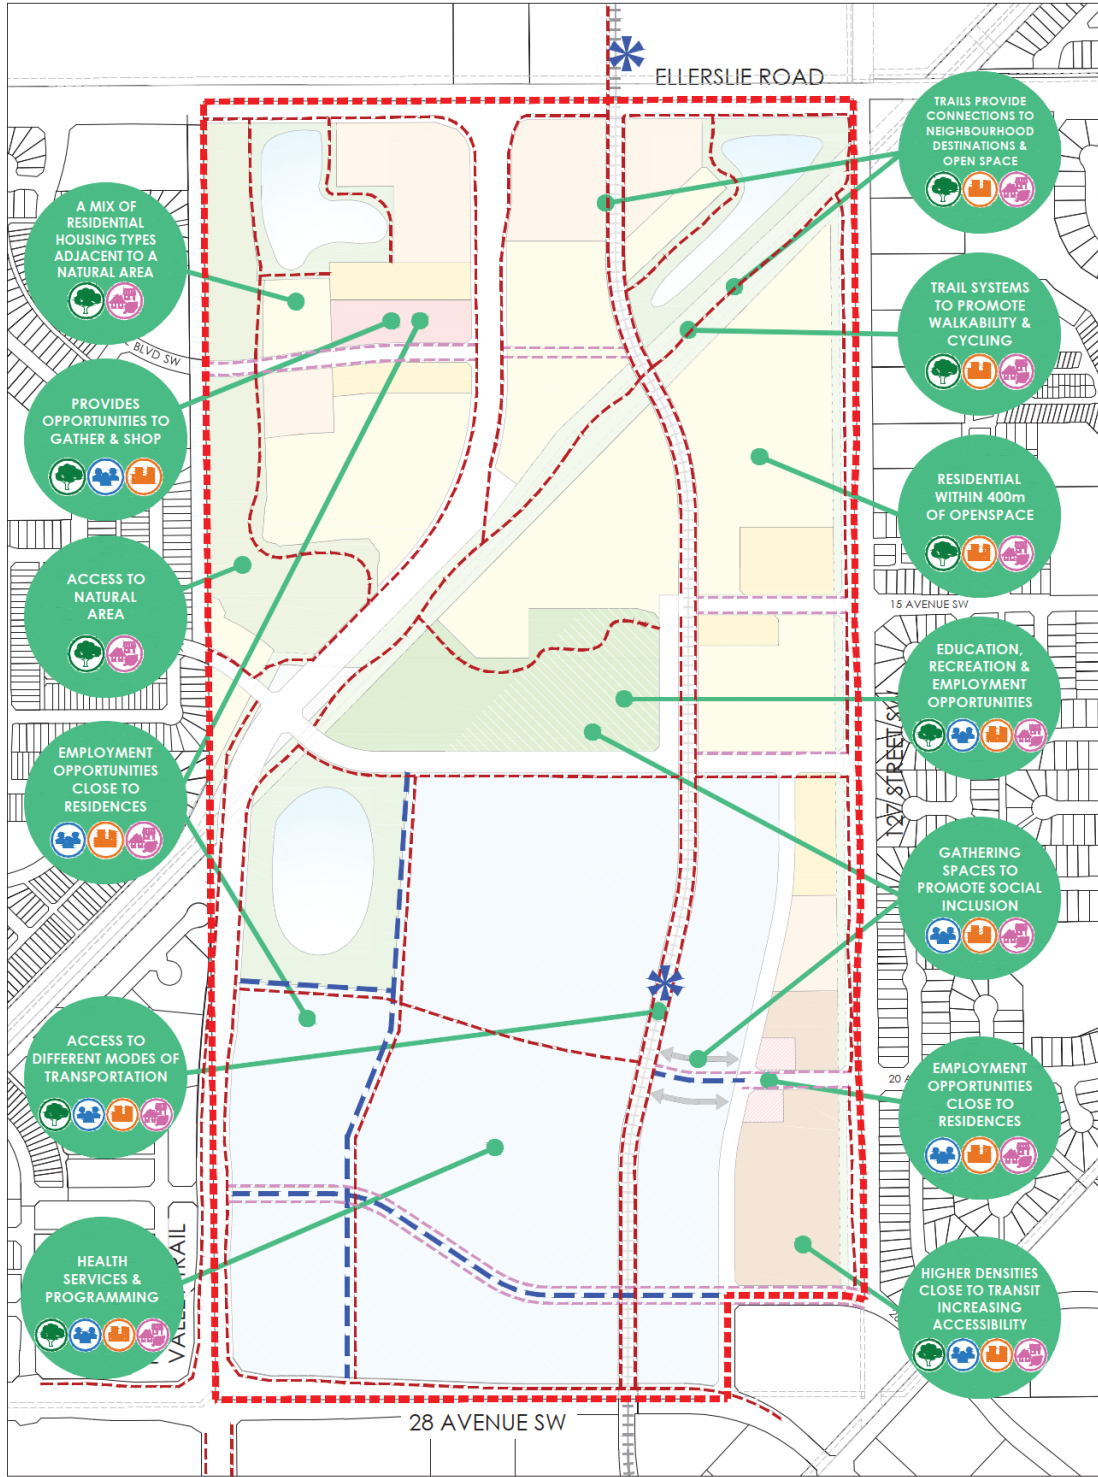 ELLERSLIE ROAD
TRAILS PROVIDE
CONNECTIONS TO
NEIGHBOURHOOD
DESTINATIONS &
OPEN SPACE
A MIX OF
RESIDENTIAL
HOUSING TYPES
ADJACENT TO A
NATURAL AREA
TRAIL SYSTEMS
TO PROMOTE
WALKABILITY &
CYCLING
BLVD SW
PROVIDES
OPPORTUNITIES TO
GATHER & SHOP
RESIDENTIAL
WITHIN 400m
OF OPENSPACE
ACCESS TO
NATURAL
AREA
15 AVENUE SW
EDUCATION,
RECREATION &
EMPLOYMENT
OPPORTUNITIES
127 STREET SW
EMPLOYMENT
OPPORTUNITIES
CLOSE TO
RESIDENCES
GATHERING
SPACES TO
PROMOTE SOCIAL
INCLUSION
ACCESS TO
DIFFERENT MODES OF
TRANSPORTATION
20 A
EMPLOYMENT
OPPORTUNITIES
CLOSE TO
RESIDENCES
HEALTH
SERVICES &
PROGRAMMING
HIGHER DENSITIES
CLOSE TO TRANSIT
INCREASING
ACCESSIBILITY
28 AVENUE SW